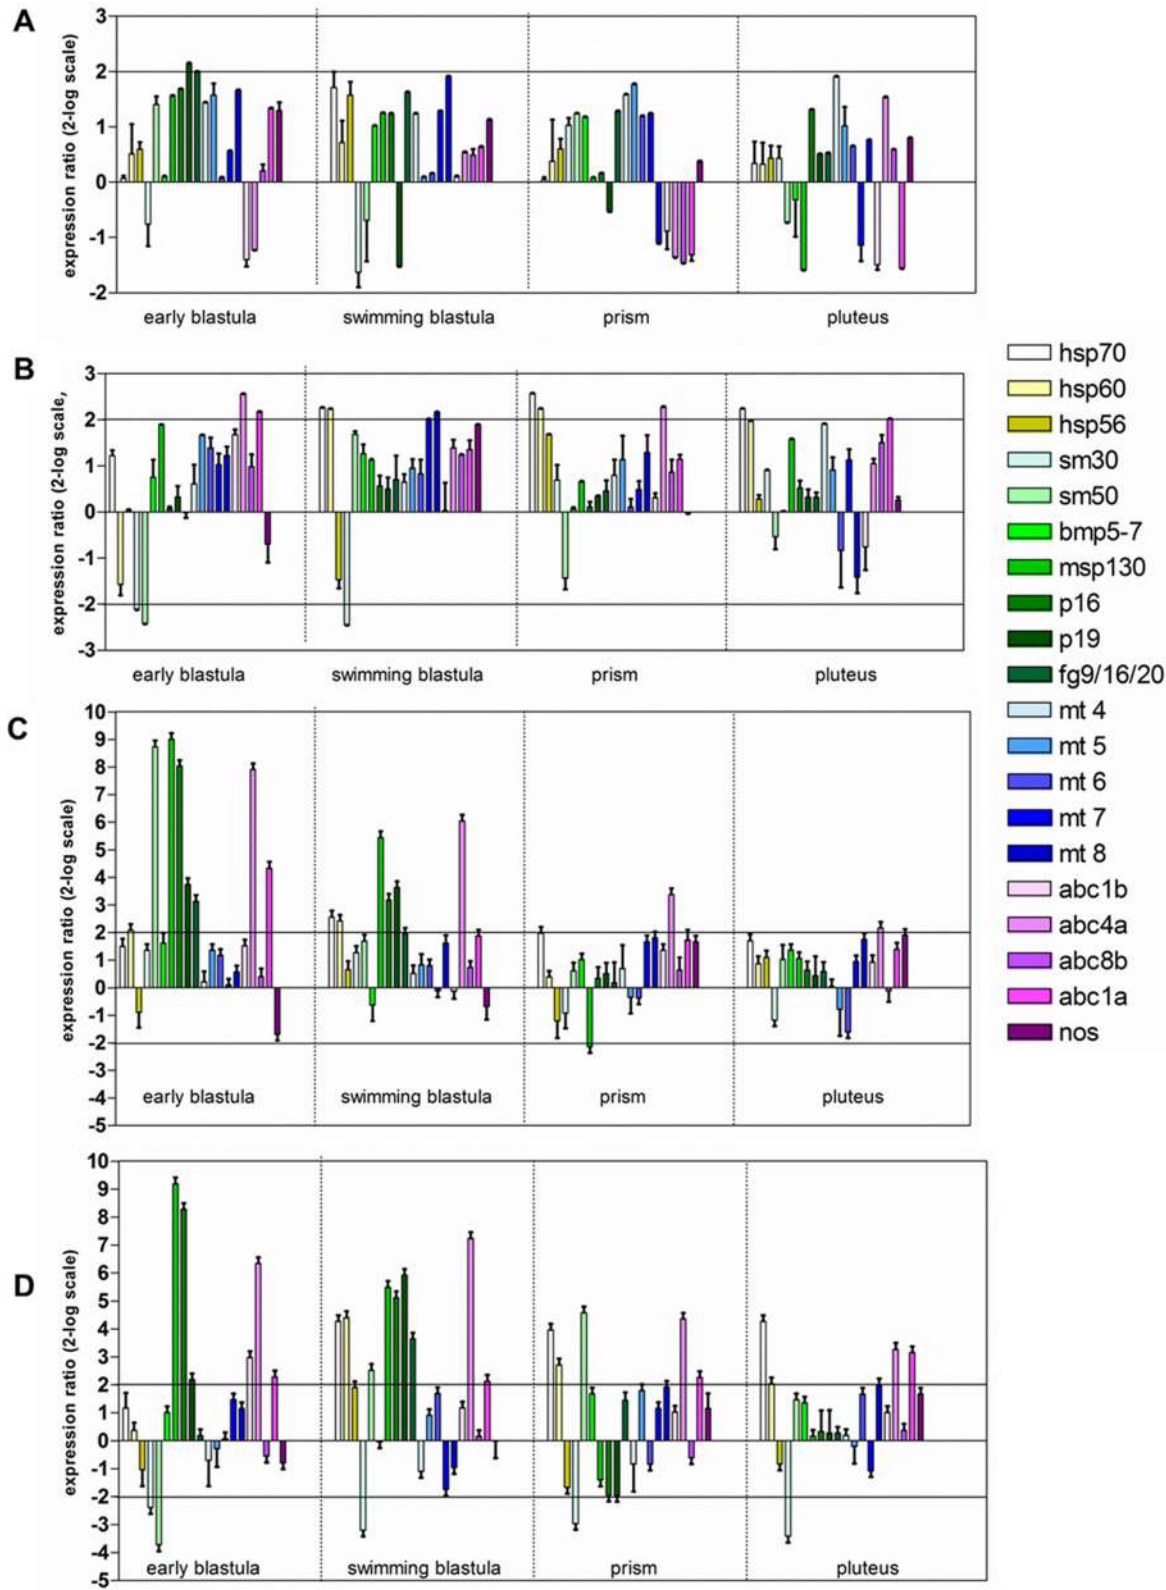 A
expression ratio (2-log scale)
3
2
1
0
-1
-2
early blastula swimming blastula prism pluteus
B
expression ratio (2-log scale,
3
2
1
0
-1
-2
-3
early blastula swimming blastula prism pluteus
C
expression ratio (2-log scale)
10
9
8
7
6
5
4
3
2
1
0
-1
-2
-3
-4
-5
early blastula swimming blastula prism pluteus
D
expression ratio (2-log scale)
10
9
8
7
6
5
4
3
2
1
0
-1
-2
-3
-4
-5
early blastula swimming blastula prism pluteus
hsp70
hsp60
hsp56
sm30
sm50
bmp5-7
msp130
p16
p19
fg9/16/20
mt 4
mt 5
mt 6
mt 7
mt 8
abc1b
abc4a
abc8b
abc1a
nos